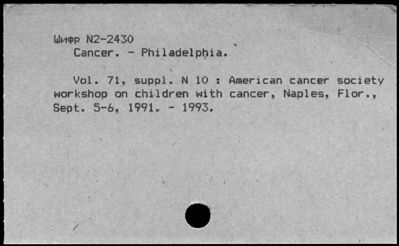 Шифр N2-2430
Cancer. - Philadelphia.
Vol. 71, suppl. N 10 : American cancer society
workshop on children with cancer, Naples, Flor.,
Sept. 5-6, 1991. - 1993.